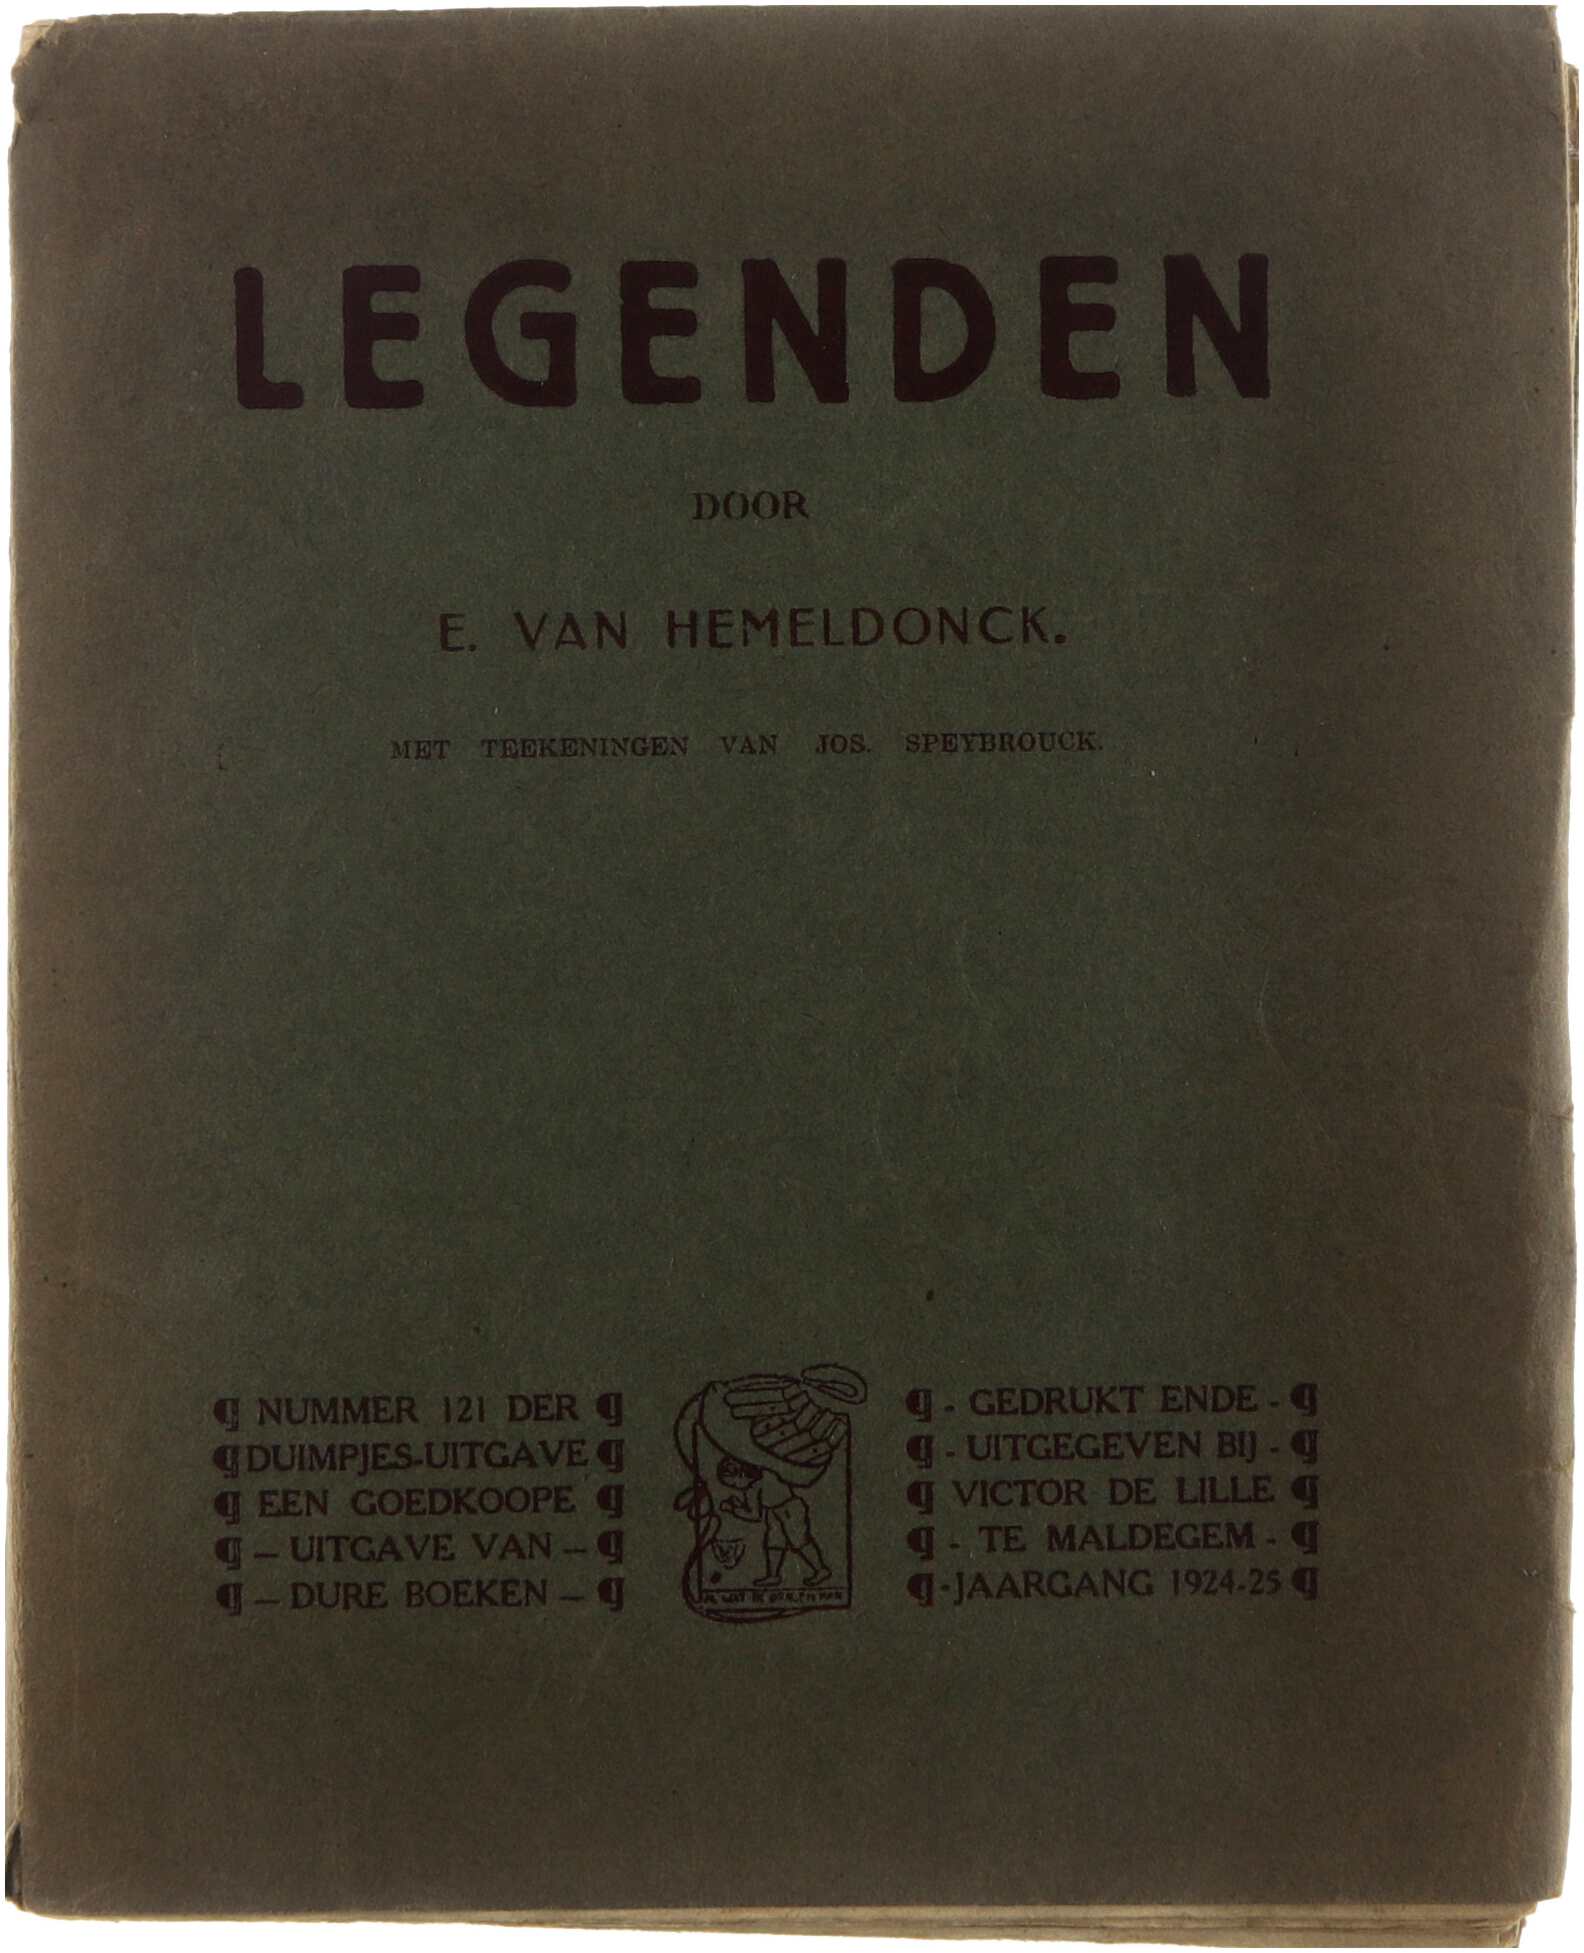 LEGENDEN
DOOR
E. VAN HEMELDONCK.
MET TEEKENINGEN VAN JOS. SPEYBROUCK.
¶ NUMMER 121 DER ¶
¶ DUIMPJES-UITGAVE ¶
¶ EEN GOEDKOOPE ¶
¶ – UITGAVE VAN – ¶
¶ – DURE BOEKEN – ¶
¶ - GEDRUKT ENDE - ¶
¶ - UITGEGEVEN BIJ - ¶
¶ VICTOR DE LILLE ¶
¶ - TE MALDEGEM - ¶
¶ - JAARGANG 1924-25 ¶